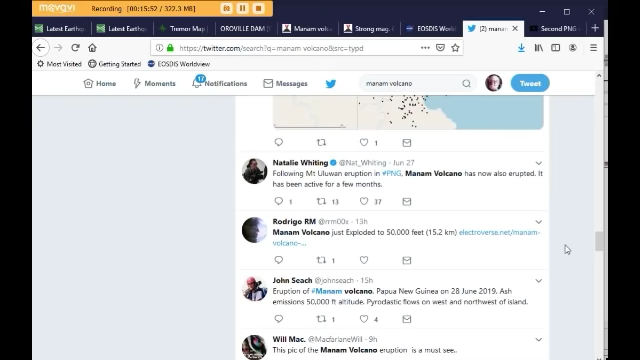 movavi Recording 00:15:52 / 322.3 MB
Latest Earthq
Latest Earthq
Tremor Map
OROVILLE DAM
Manam volca
Strong mag.
EOSDIS World
(2) manam
Second PNG
https://twitter.com/search?q=manam volcano&src=typd
Most Visited Getting Started EOSDIS Worldview
Home Moments 17 Notifications Messages manam volcano Tweet
1
Natalie Whiting @Nat_Whiting · Jun 27
Following Mt Uluwan eruption in #PNG, Manam Volcano has now also erupted. It
has been active for a few months.
1 13 37
Rodrigo RM @rrm00x · 13h
Manam Volcano just Exploded to 50,000 feet (15.2 km) electroverse.net/manam-
volcano-...
1
John Seach @johnseach · 15h
Eruption of #Manam volcano, Papua New Guinea on 28 June 2019. Ash
emissions 50,000 ft altitude. Pyroclastic flows on west and northwest of island.
1 4
Will Mac. @MacfarlaneWill · 9h
This pic of the Manam Volcano eruption is a must see..